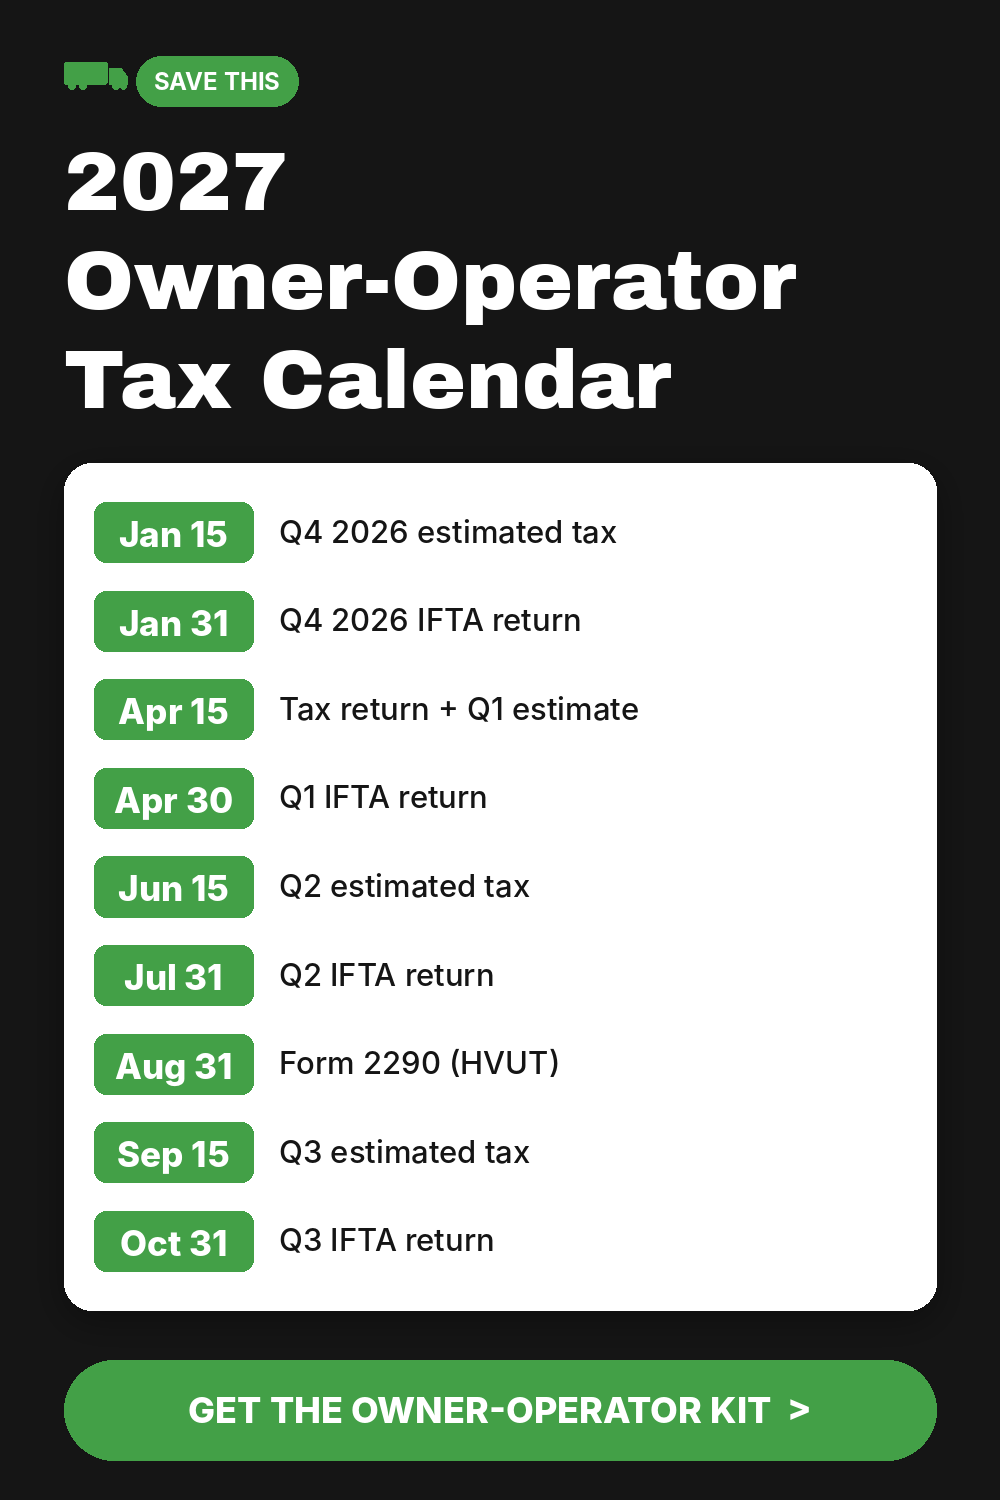 SAVE THIS
2027
Owner-Operator
Tax Calendar
Jan 15 Q4 2026 estimated tax
Jan 31 Q4 2026 IFTA return
Apr 15 Tax return + Q1 estimate
Apr 30 Q1 IFTA return
Jun 15 Q2 estimated tax
Jul 31 Q2 IFTA return
Aug 31 Form 2290 (HVUT)
Sep 15 Q3 estimated tax
Oct 31 Q3 IFTA return
GET THE OWNER-OPERATOR KIT >